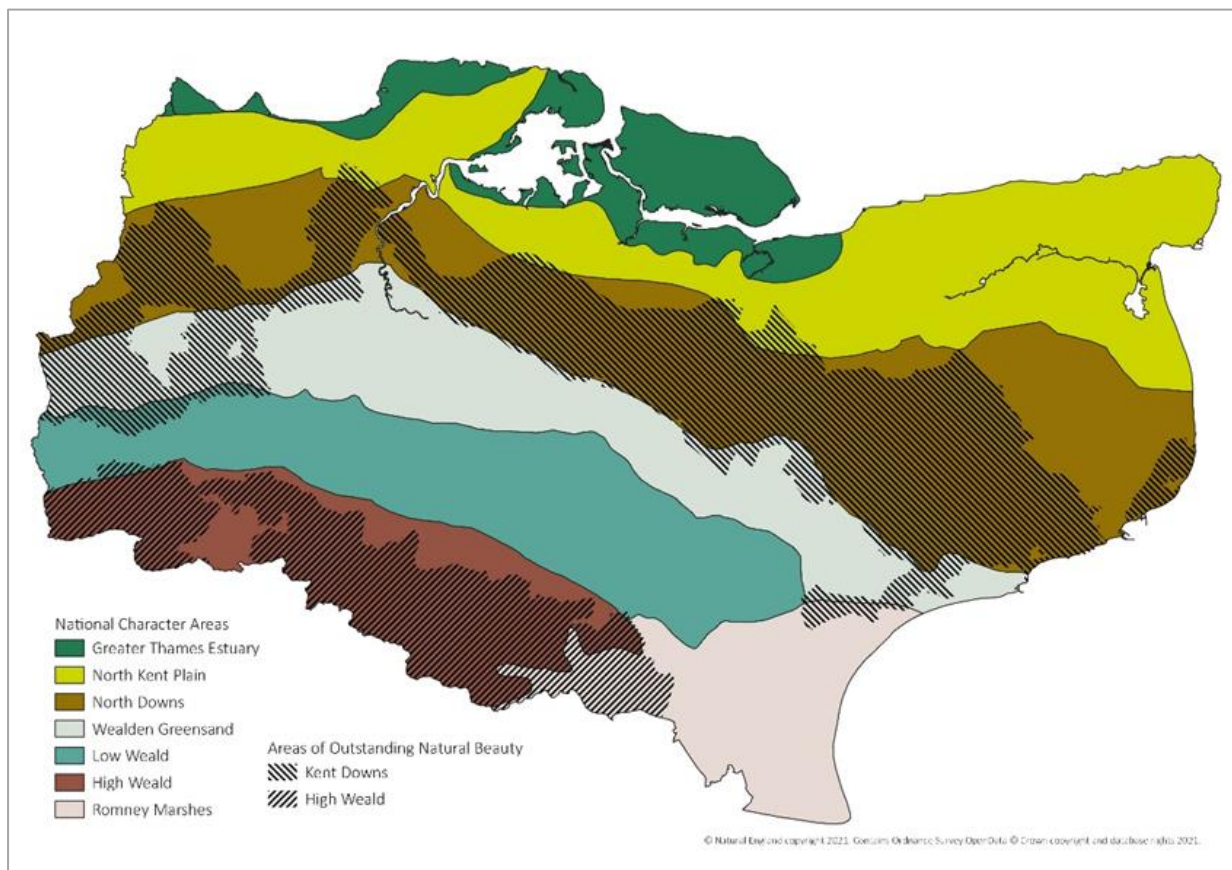 National Character Areas
Greater Thames Estuary
North Kent Plain
North Downs
Wealden Greensand
Low Weald
High Weald
Romney Marshes
Areas of Outstanding Natural Beauty
Kent Downs
High Weald
© Natural England copyright 2021. Contains Ordnance Survey OpenData © Crown copyright and database rights 2021.